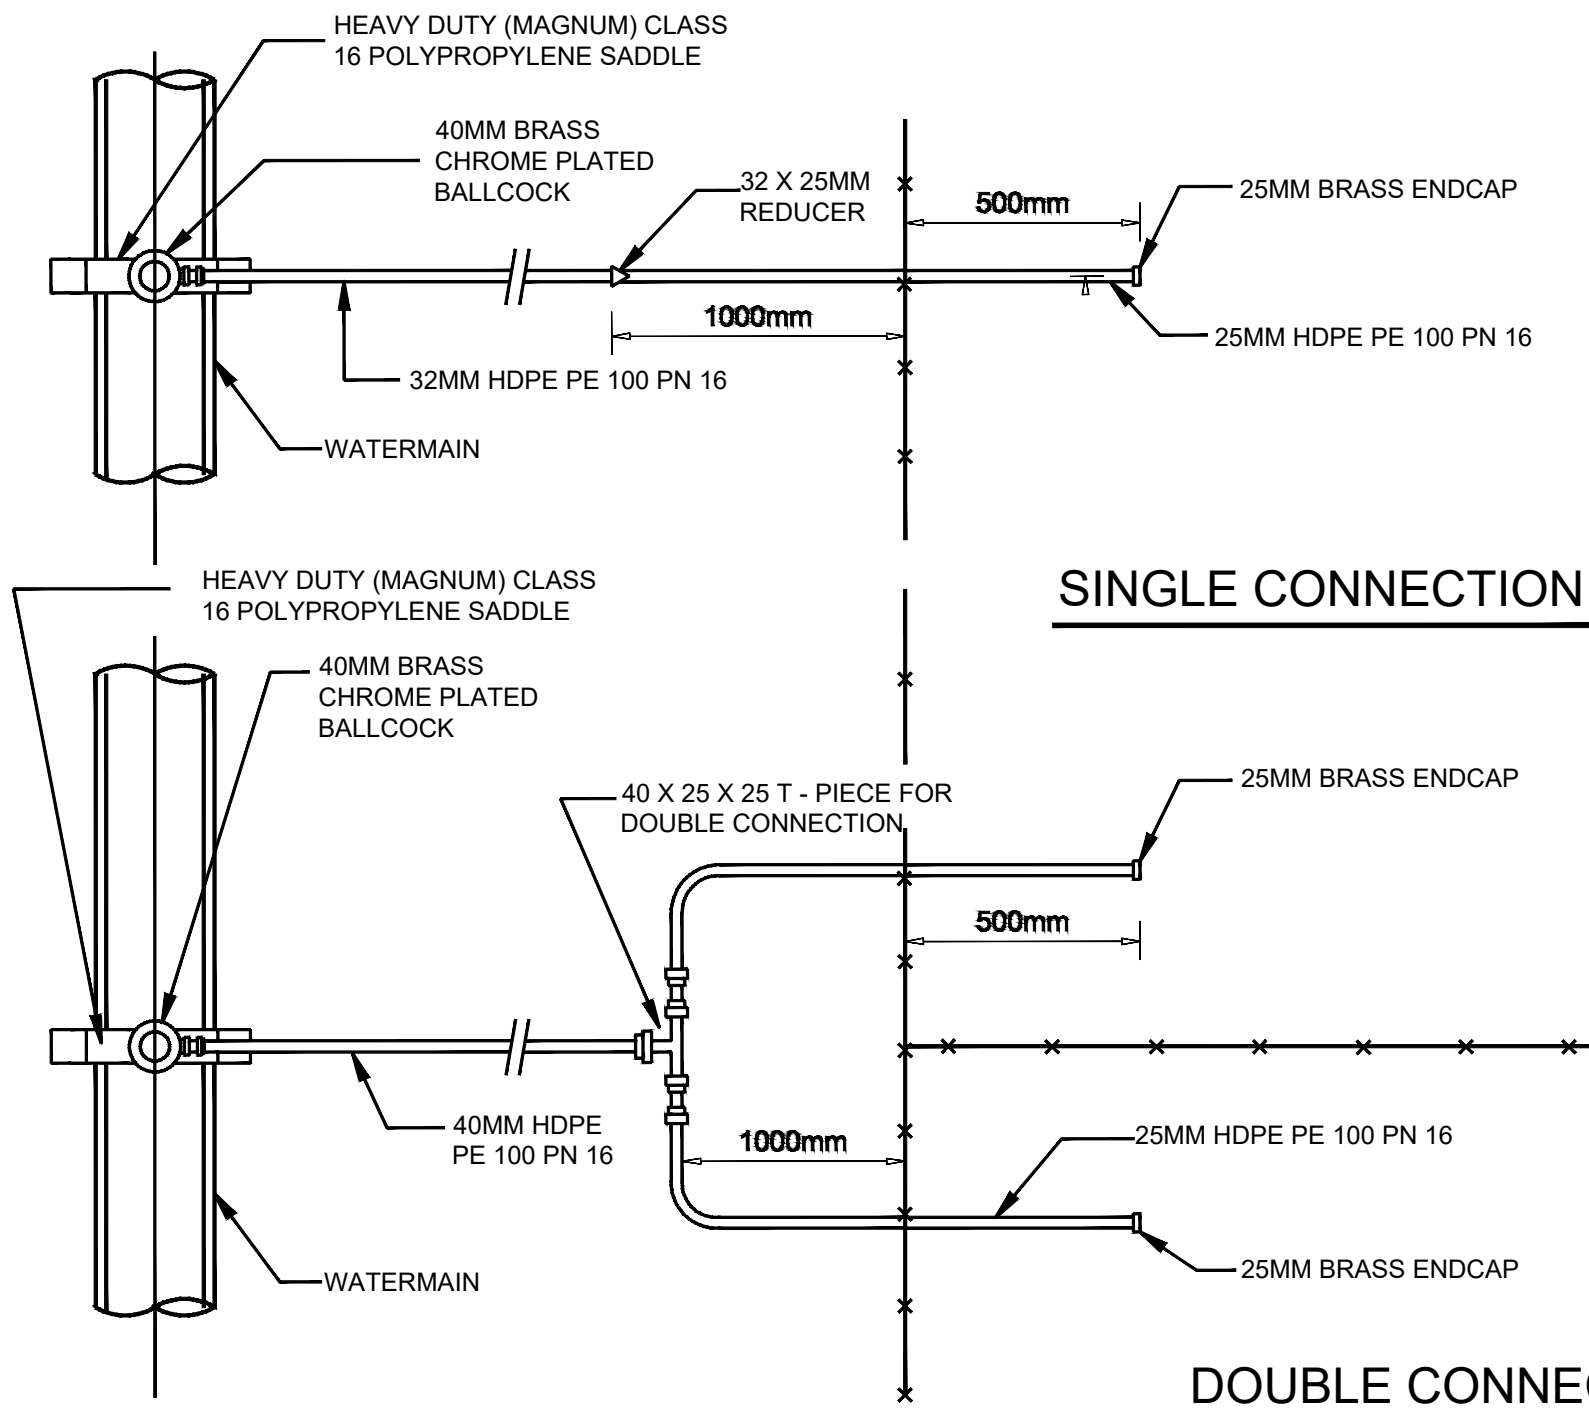 HEAVY DUTY (MAGNUM) CLASS
16 POLYPROPYLENE SADDLE
40MM BRASS
CHROME PLATED
BALLCOCK
32 X 25MM
REDUCER
500mm
25MM BRASS ENDCAP
1000mm
25MM HDPE PE 100 PN 16
32MM HDPE PE 100 PN 16
WATERMAIN
SINGLE CONNECTION
HEAVY DUTY (MAGNUM) CLASS
16 POLYPROPYLENE SADDLE
40MM BRASS
CHROME PLATED
BALLCOCK
40 X 25 X 25 T - PIECE FOR
DOUBLE CONNECTION
25MM BRASS ENDCAP
500mm
40MM HDPE
PE 100 PN 16
1000mm
25MM HDPE PE 100 PN 16
WATERMAIN
25MM BRASS ENDCAP
DOUBLE CONNEC